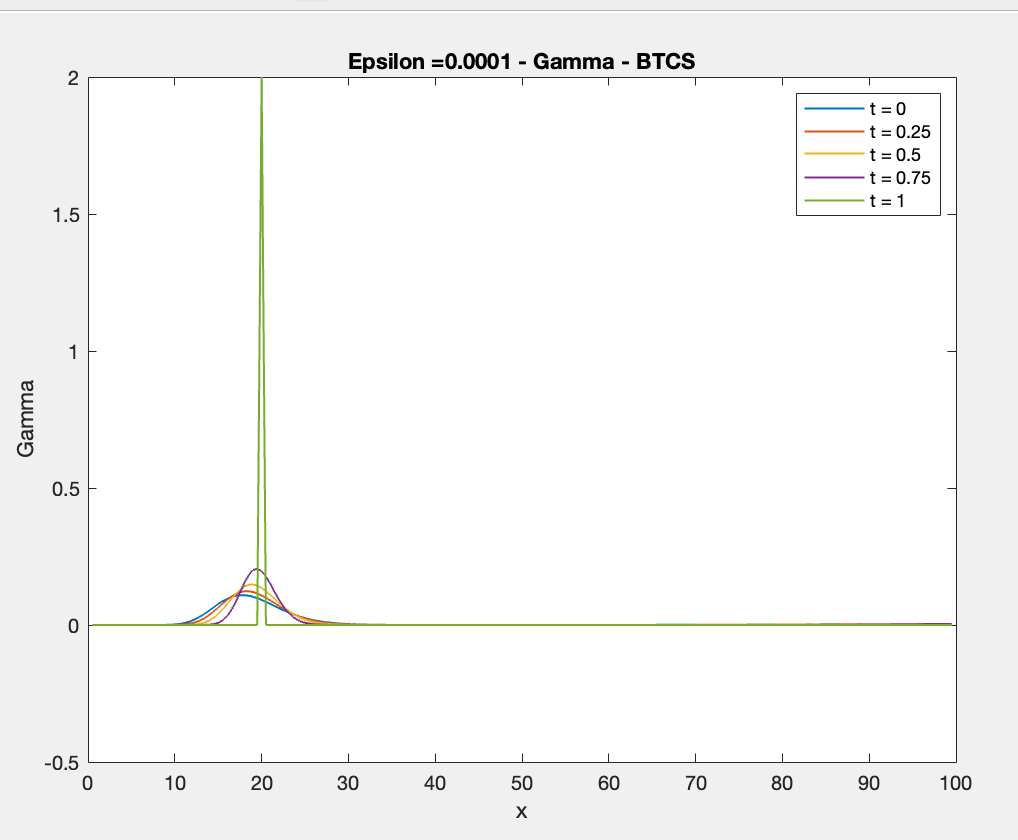 Epsilon =0.0001 - Gamma - BTCS
2
1.5
1
0.5
0
-0.5
Gamma
t = 0
t = 0.25
t = 0.5
t = 0.75
t = 1
0 10 20 30 40 50 60 70 80 90 100
x